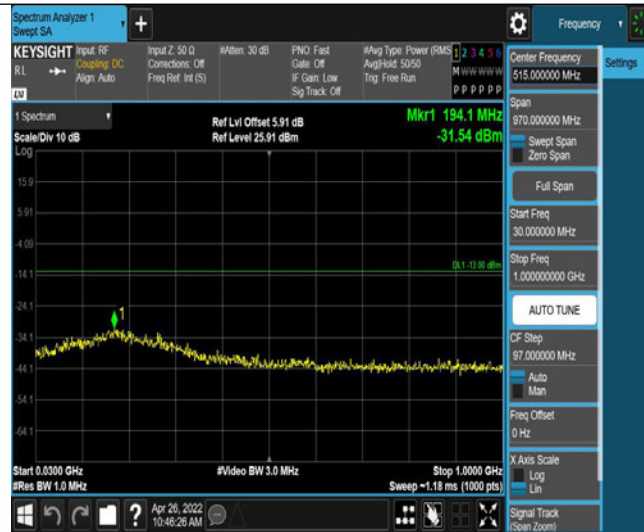 Spectrum Analyzer 1
Swept SA
Frequency
KEYSIGHT
RL
Input: RF
Coupling: DC
Align: Auto
Input Z: 50 Ω
Corrections: Off
Freq Ref: Int (S)
#Atten: 30 dB
PNO: Fast
Gate: Off
IF Gain: Low
Sig Track: Off
#Avg Type: Power (RMS
Avg|Hold: 50/50
Trig: Free Run
1 2 3 4 5 6
M W W W W W
P P P P P P
LXI
1 Spectrum
Scale/Div 10 dB
Ref Lvl Offset 5.91 dB
Ref Level 25.91 dBm
Mkr1 194.1 MHz
-31.54 dBm
Log
15.9
5.91
-4.09
-14.1
-24.1
-34.1
-44.1
-54.1
-64.1
DL1 -13.00 dBm
1
Start 0.0300 GHz
#Res BW 1.0 MHz
#Video BW 3.0 MHz
Stop 1.0000 GHz
Sweep ~1.18 ms (1000 pts)
Apr 26, 2022
10:46:26 AM
Center Frequency
515.000000 MHz
Settings
Span
970.000000 MHz
Swept Span
Zero Span
Full Span
Start Freq
30.000000 MHz
Stop Freq
1.000000000 GHz
AUTO TUNE
CF Step
97.000000 MHz
Auto
Man
Freq Offset
0 Hz
X Axis Scale
Log
Lin
Signal Track
(Span Zoom)